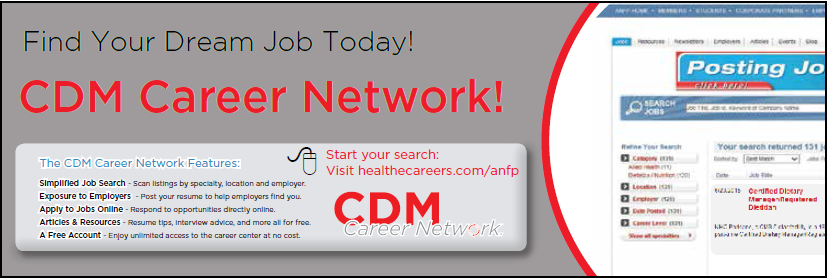 Find Your Dream Job Today!
CDM Career Network!
The CDM Career Network Features:
Simplified Job Search - Scan listings by specialty, location and employer.
Exposure to Employers - Post your resume to help employers find you.
Apply to Jobs Online - Respond to opportunities directly online.
Articles & Resources - Resume tips, interview advice, and more all for free.
A Free Account - Enjoy unlimited access to the career center at no cost.
Start your search:
Visit healthecareers.com/anfp
CDM
Career Network
ANFP HOME • MEMBERS • STUDENTS • CORPORATE PARTNERS •
Jobs Resources Newsletters Employers Articles Events Blog
Posting Jo
click here!
SEARCH
JOBS
Job Title, Job ID, Keyword or Company Name
Refine Your Search
Category (131)
Allied Health (11)
Dietetics / Nutrition (120)
Location (125)
Employer (126)
Date Posted (131)
Career Level (131)
Show all specialties
Your search returned 131 j
Sorted by Best Match
Date Job Title
Certified Dietary
Manager/Registered
Dietitian